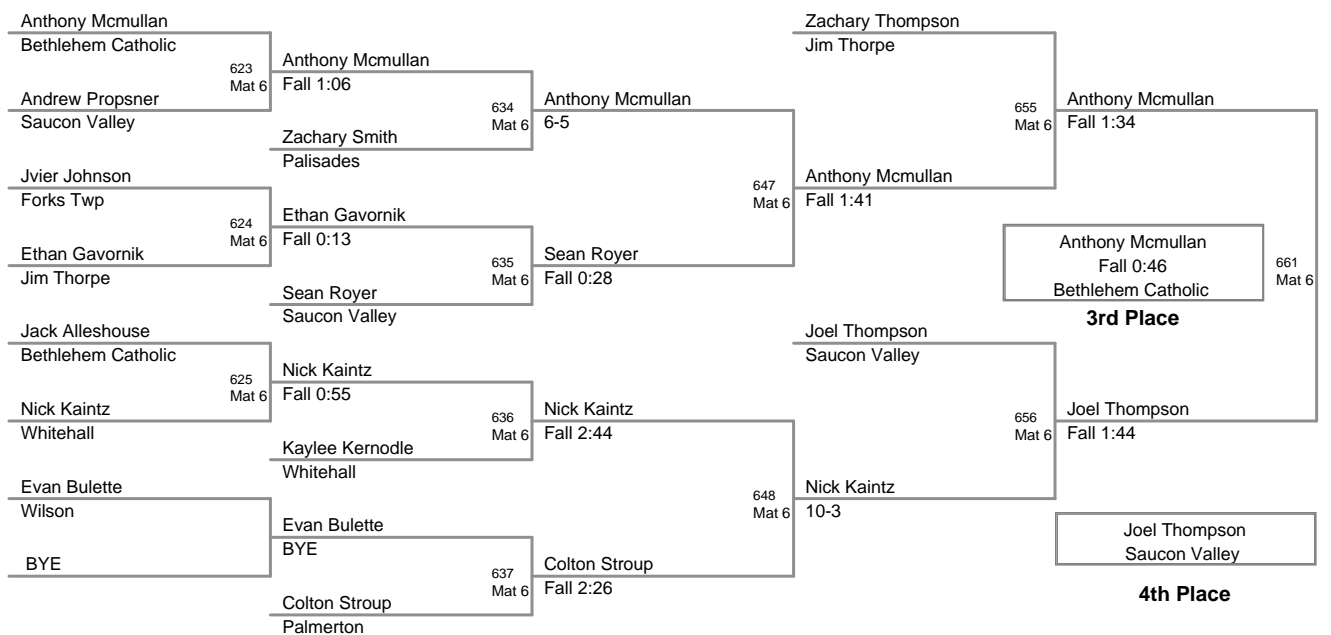 Anthony Mcmullan
Bethlehem Catholic
623
Mat 6
Andrew Propsner
Saucon Valley
Jvier Johnson
Forks Twp
624
Mat 6
Ethan Gavornik
Jim Thorpe
Jack Alleshouse
Bethlehem Catholic
625
Mat 6
Nick Kaintz
Whitehall
Evan Bulette
Wilson
BYE
Anthony Mcmullan
Fall 1:06
634
Mat 6
Zachary Smith
Palisades
Ethan Gavornik
Fall 0:13
635
Mat 6
Sean Royer
Saucon Valley
Nick Kaintz
Fall 0:55
636
Mat 6
Kaylee Kernodle
Whitehall
Evan Bulette
BYE
637
Mat 6
Colton Stroup
Palmerton
Anthony Mcmullan
6-5
647
Mat 6
Sean Royer
Fall 0:28
Nick Kaintz
Fall 2:44
648
Mat 6
Colton Stroup
Fall 2:26
Zachary Thompson
Jim Thorpe
655
Mat 6
Anthony Mcmullan
Fall 1:41
Joel Thompson
Saucon Valley
656
Mat 6
Nick Kaintz
10-3
Anthony Mcmullan
Fall 1:34
661
Mat 6
Joel Thompson
Fall 1:44
Anthony Mcmullan
Fall 0:46
Bethlehem Catholic
3rd Place
Joel Thompson
Saucon Valley
4th Place